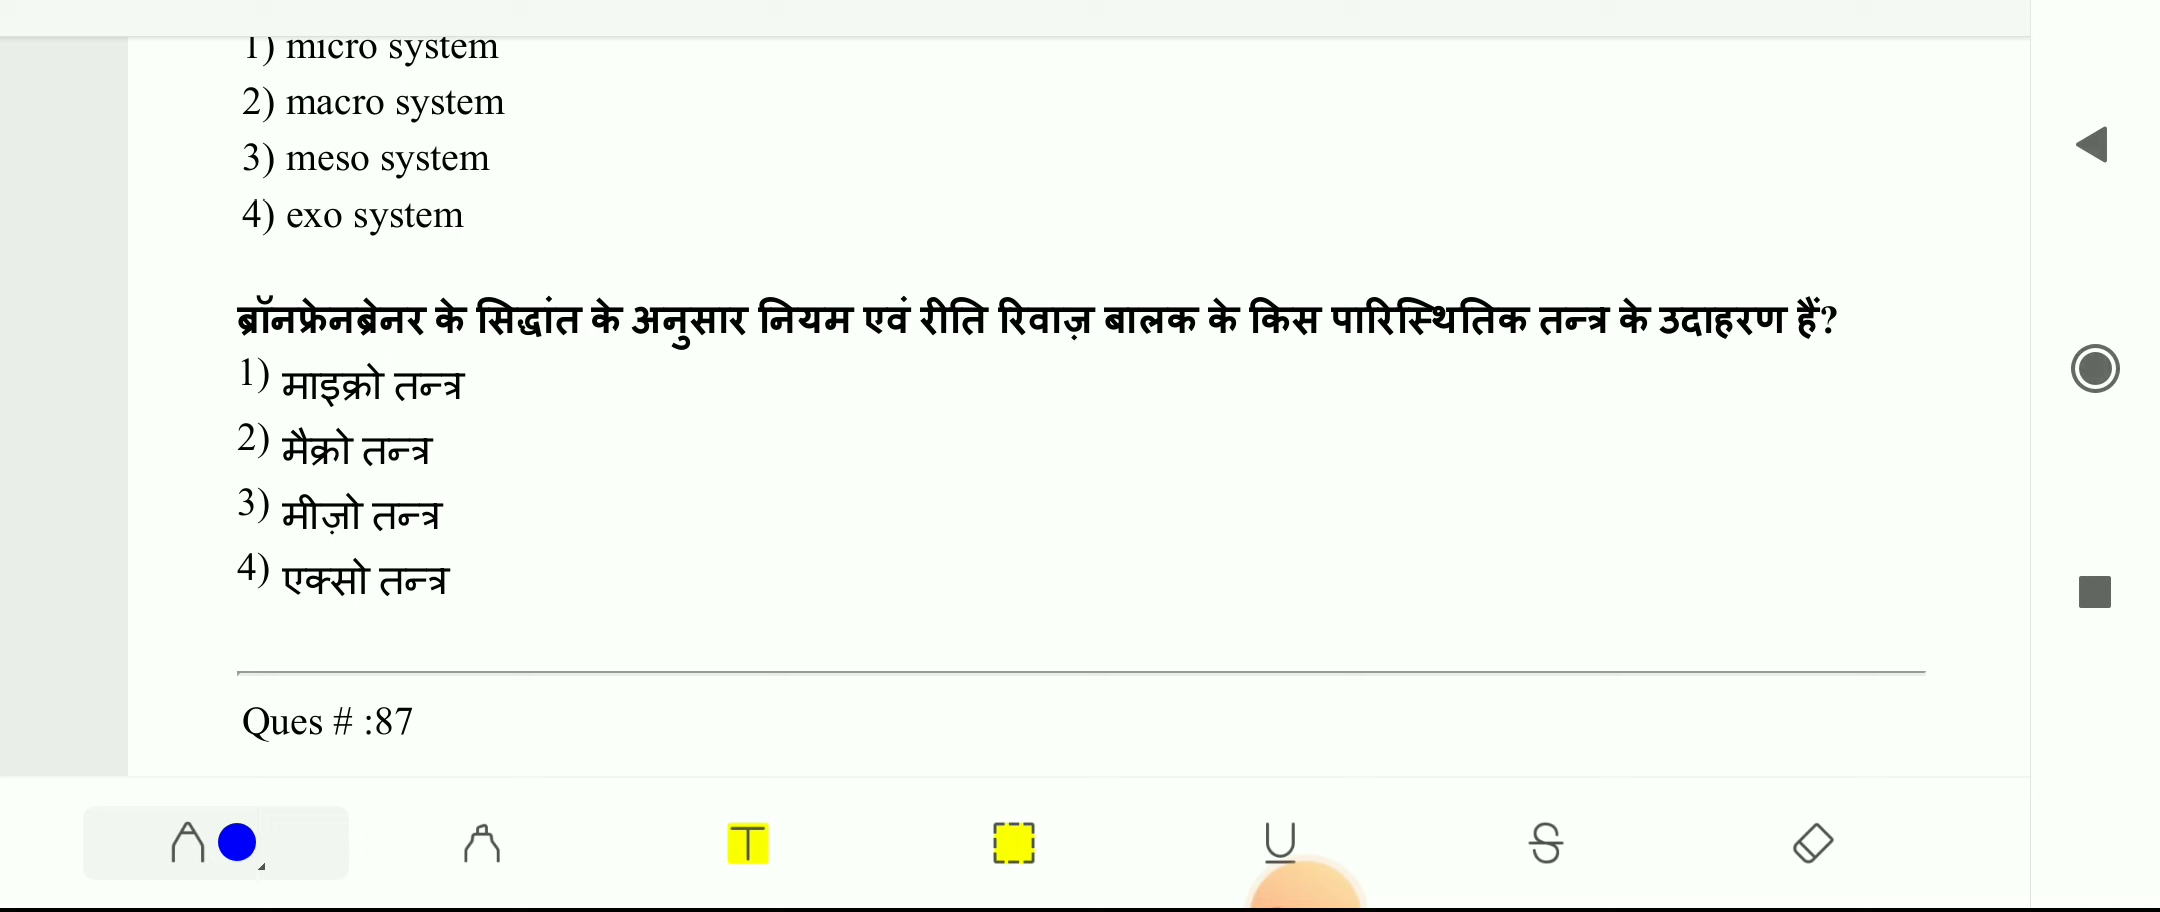 1) micro system
2) macro system
3) meso system
4) exo system
ब्रॉनफ्रेनब्रेनर के सिद्धांत के अनुसार नियम एवं रीति रिवाज़ बालक के किस पारिस्थितिक तन्त्र के उदाहरण हैं?
1) माइक्रो तन्त्र
2) मैक्रो तन्त्र
3) मीज़ो तन्त्र
4) एक्सो तन्त्र
Ques # :87
T
U
S